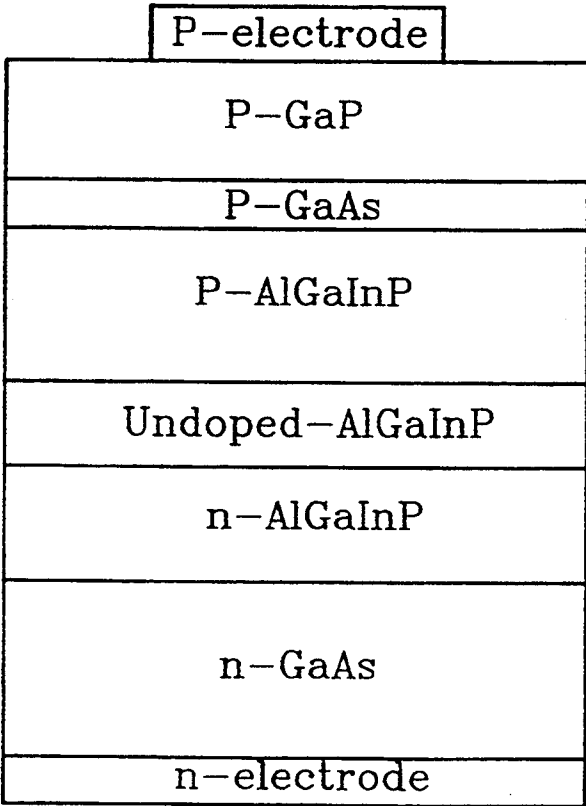 P-electrode
P-GaP
P-GaAs
P-AlGaInP
Undoped-AlGaInP
n-AlGaInP
n-GaAs
n-electrode